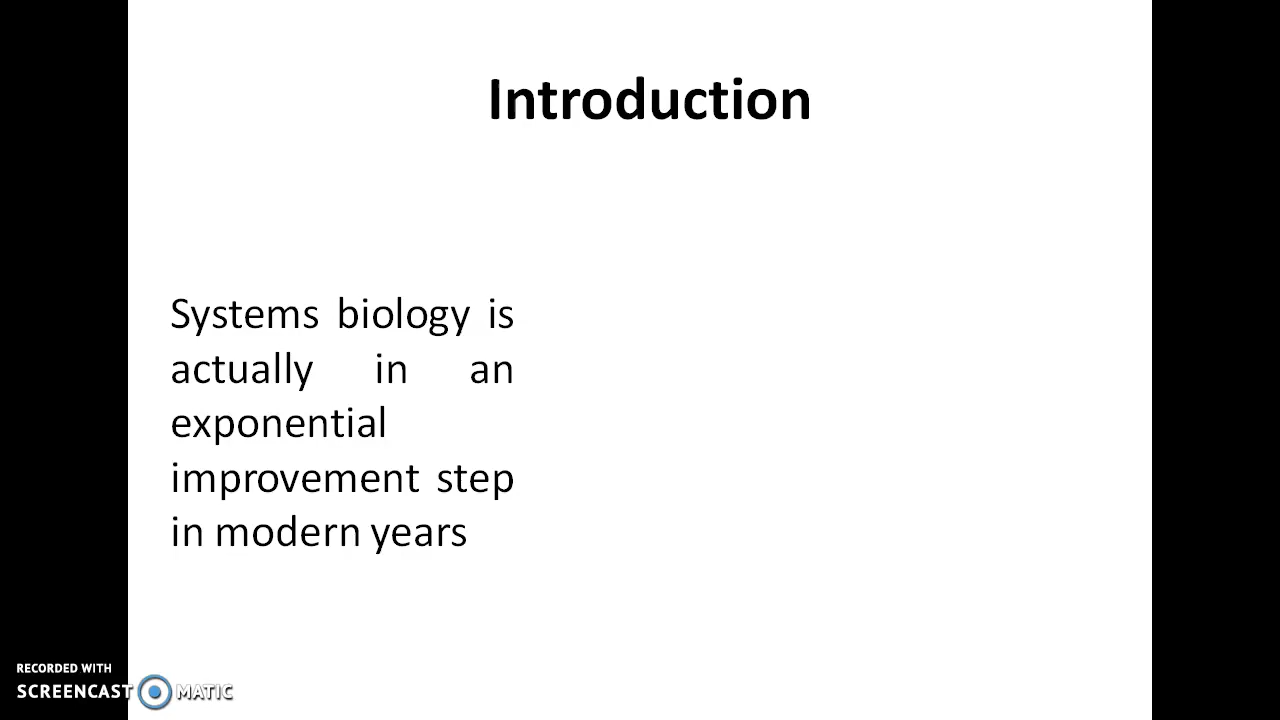 Introduction
Systems biology is
actually in an
exponential
improvement step
in modern years
RECORDED WITH
SCREENCAST MATIC